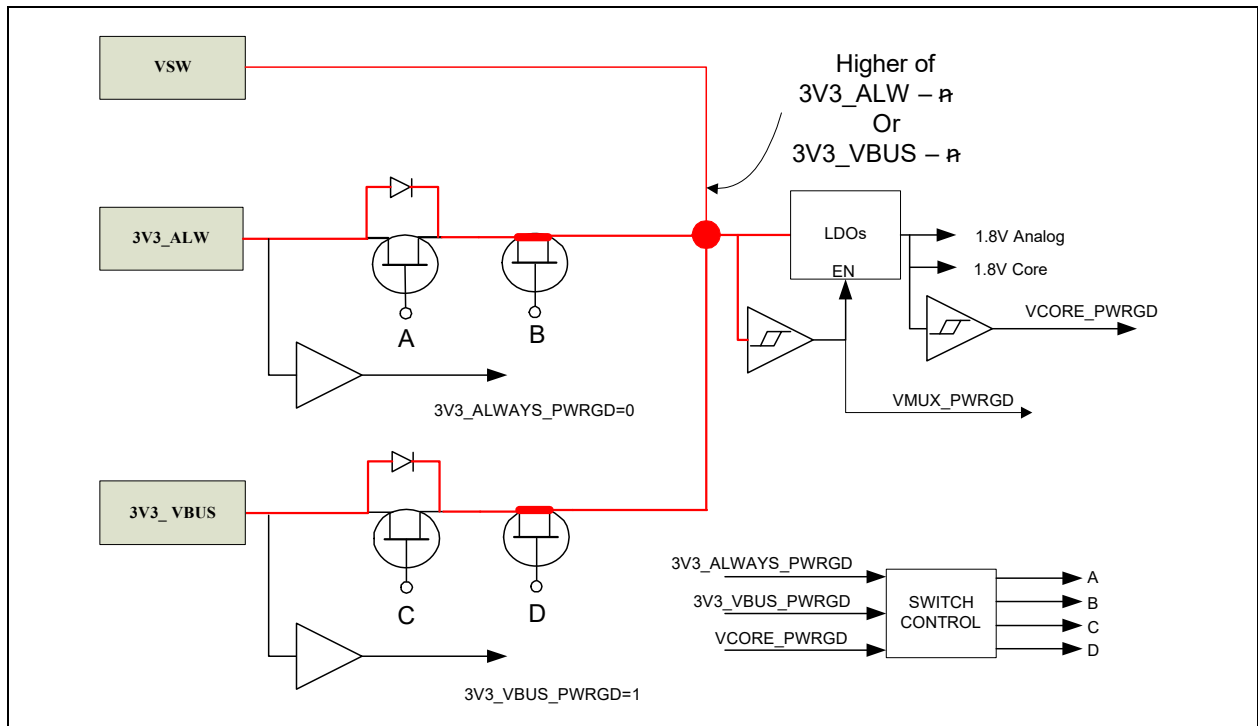 VSW
Higher of
3V3_ALW – n
Or
3V3_VBUS – n
3V3_ALW
LDOs
EN
1.8V Analog
1.8V Core
A
B
VCORE_PWRGD
3V3_ALWAYS_PWRGD=0
VMUX_PWRGD
3V3_ VBUS
C
D
3V3_VBUS_PWRGD=1
3V3_ALWAYS_PWRGD
3V3_VBUS_PWRGD
VCORE_PWRGD
SWITCH
CONTROL
A
B
C
D